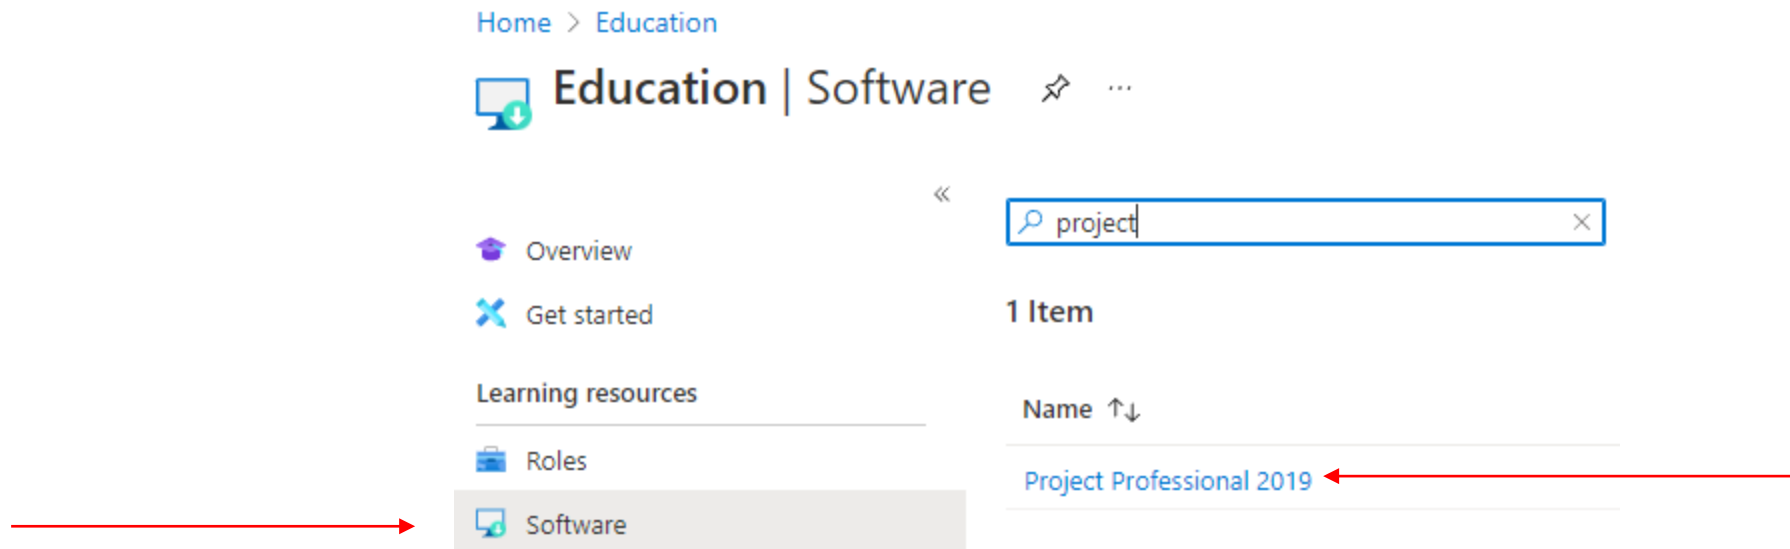 Home > Education
Education | Software
...
«
project
Overview
Get started
1 Item
Learning resources
Name ↑↓
Roles
Project Professional 2019
Software